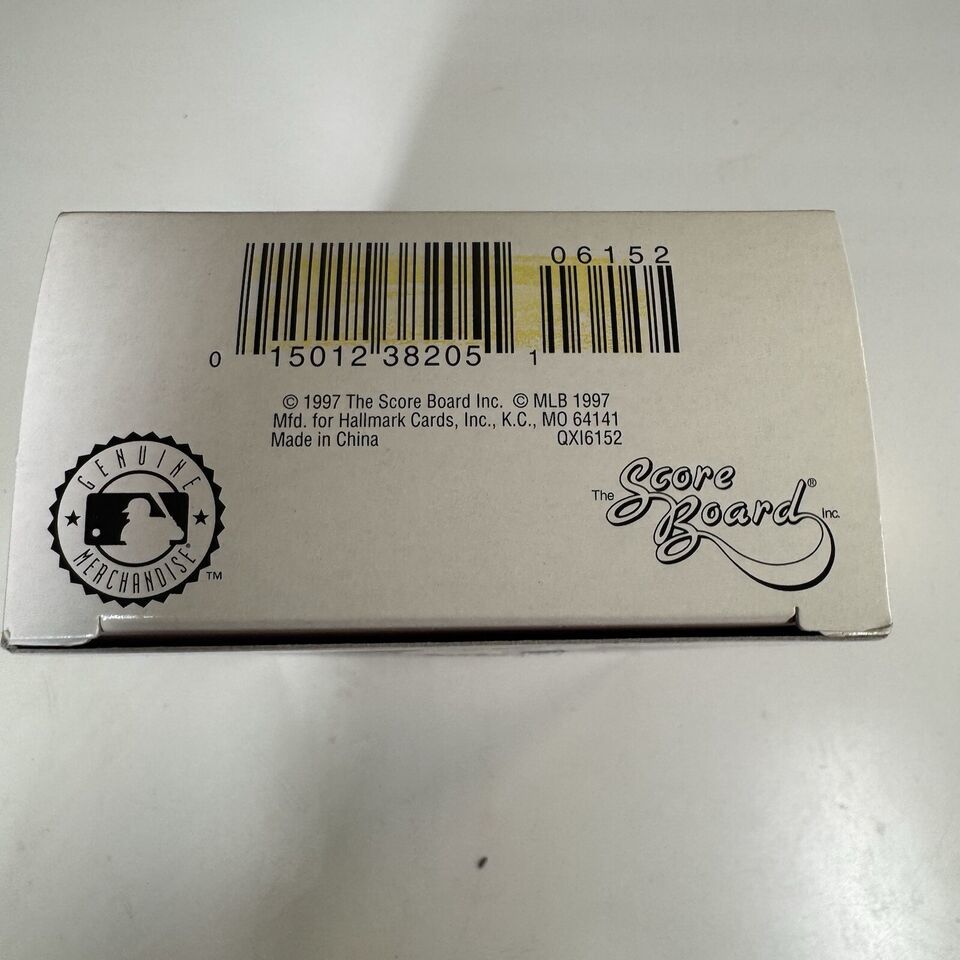 06152
0 15012 38205 1
© 1997 The Score Board Inc. © MLB 1997
Mfd. for Hallmark Cards, Inc., K.C., MO 64141
Made in China QXI6152
GENUINE
MERCHANDISE®
TM
The Score Board® Inc.